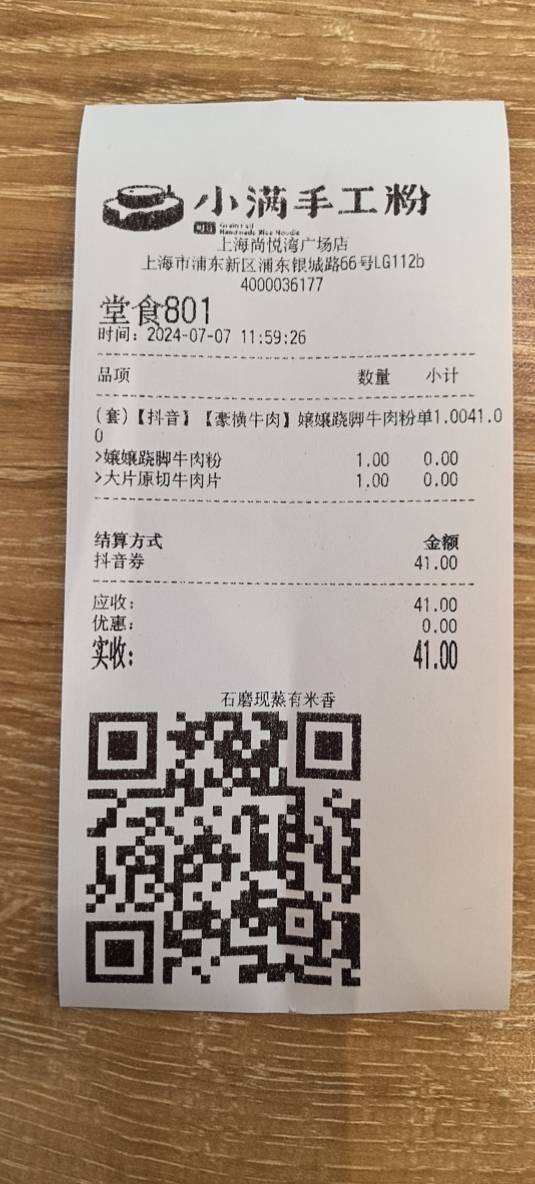 小满手工粉
Grain Full
Handmade Rice Noodle
上海尚悦湾广场店
上海市浦东新区浦东银城路66号LG112b
4000036177
堂食801
时间：2024-07-07 11:59:26
品项 数量 小计
(套)【抖音】【豪横牛肉】嬢嬢跷脚牛肉粉单1.0041.0
0
>嬢嬢跷脚牛肉粉 1.00 0.00
>大片原切牛肉片 1.00 0.00
结算方式 金额
抖音券 41.00
应收： 41.00
优惠： 0.00
实收： 41.00
石磨现蒸有米香